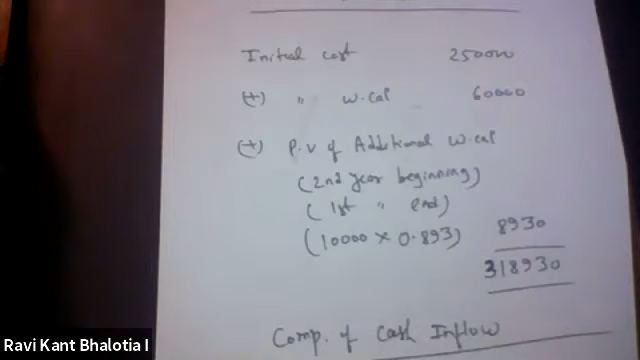 Initial cost 250000
(+) " W.Cal 60000
(+) P.V of Additional W.cal
(2nd year beginning)
(1st " end)
(10000 x 0.893) 8930
318930
Comp. of Cash Inflow
Ravi Kant Bhalotia I